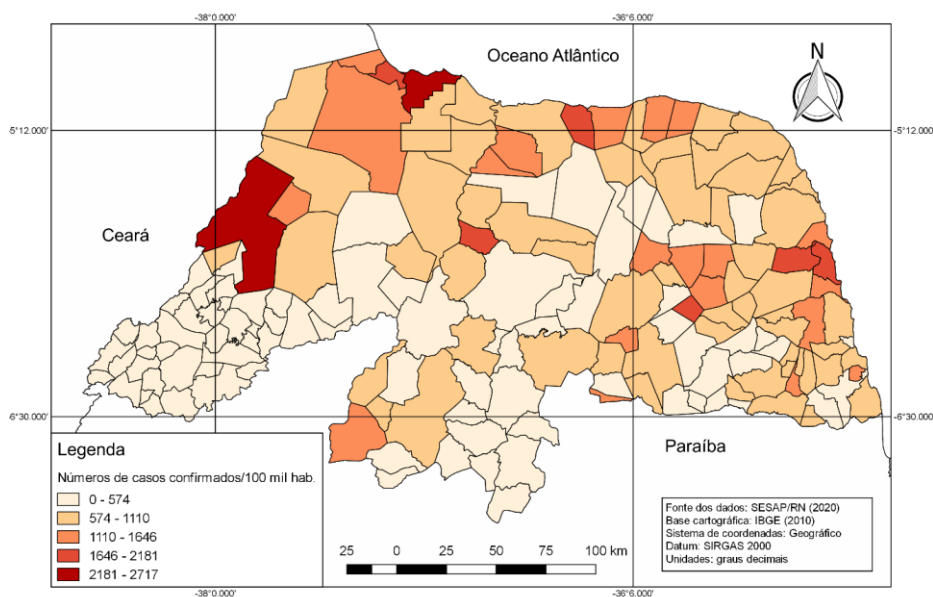 -38°0.000'
-36°6.000'
Oceano Atlântico
N
-5°12.000'
-5°12.000'
Ceará
-6°30.000'
-6°30.000'
Paraíba
Legenda
Números de casos confirmados/100 mil hab.
0 - 574
574 - 1110
1110 - 1646
1646 - 2181
2181 - 2717
25 0 25 50 75 100 km
Fonte dos dados: SESAP/RN (2020)
Base cartográfica: IBGE (2010)
Sistema de coordenadas: Geográfico
Datum: SIRGAS 2000
Unidades: graus decimais
-38°0.000'
-36°6.000'